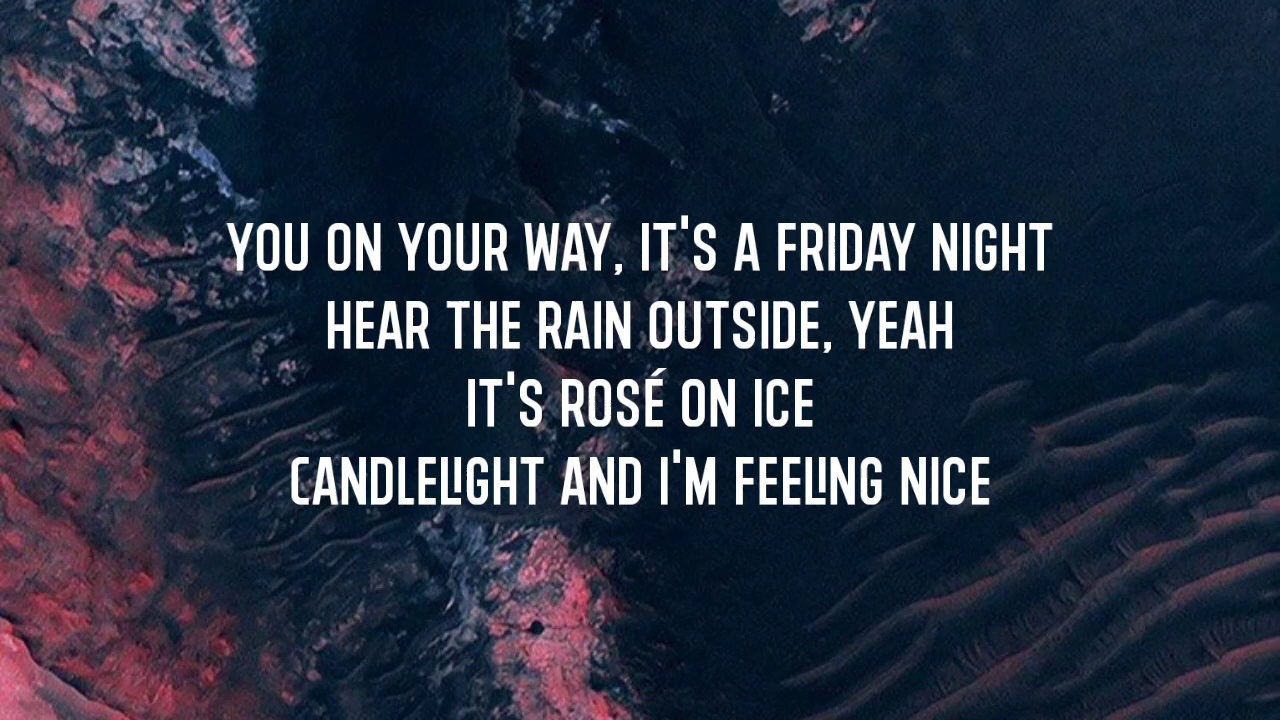 YOU ON YOUR WAY, IT'S A FRIDAY NIGHT
HEAR THE RAIN OUTSIDE, YEAH
IT'S ROSÉ ON ICE
CANDLELIGHT AND I'M FEELING NICE